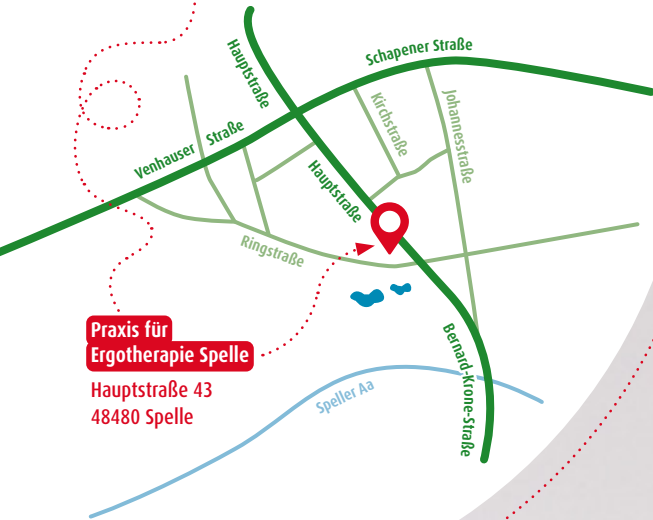 Hauptstraße
Schapener Straße
Kirchstraße
Johannesstraße
Venhauser Straße
Hauptstraße
Ringstraße
Praxis für
Ergotherapie Spelle
Hauptstraße 43
48480 Spelle
Bernard-Krone-Straße
Speller Aa